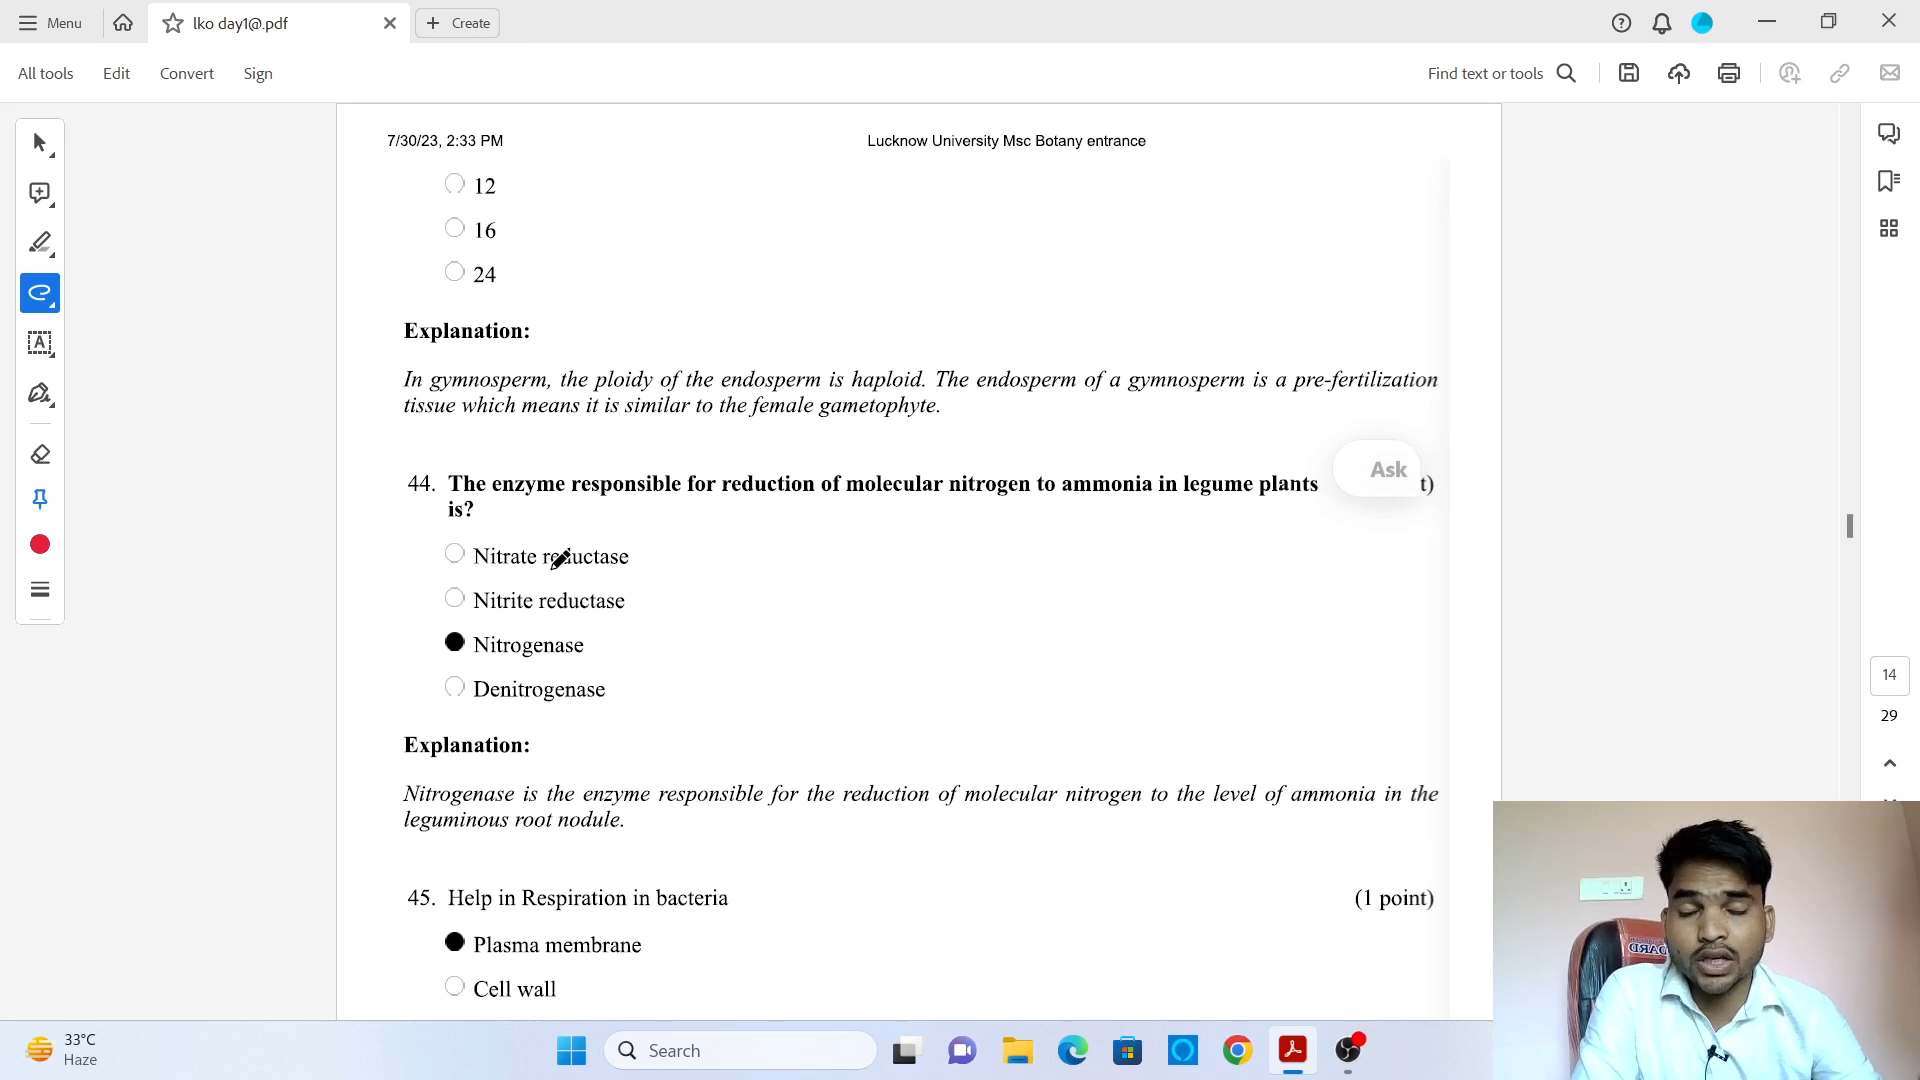 Menu
lko day1@.pdf
Create
All tools
Edit
Convert
Sign
Find text or tools
7/30/23, 2:33 PM
Lucknow University Msc Botany entrance
12
16
24
Explanation:
In gymnosperm, the ploidy of the endosperm is haploid. The endosperm of a gymnosperm is a pre-fertilization
tissue which means it is similar to the female gametophyte.
Ask
44. The enzyme responsible for reduction of molecular nitrogen to ammonia in legume plants t)
is?
Nitrate reductase
Nitrite reductase
Nitrogenase
Denitrogenase
Explanation:
Nitrogenase is the enzyme responsible for the reduction of molecular nitrogen to the level of ammonia in the
leguminous root nodule.
45. Help in Respiration in bacteria (1 point)
Plasma membrane
Cell wall
14
29
33°C
Haze
Search